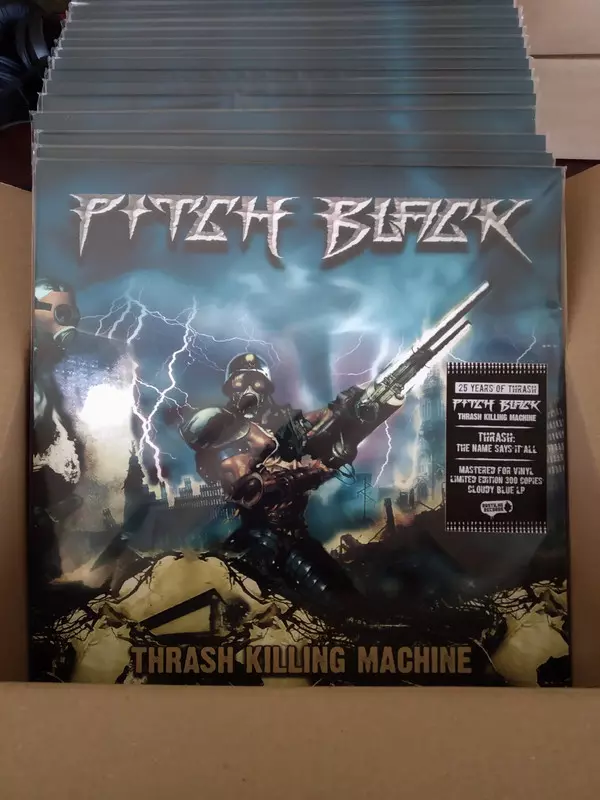 PITCH BLACK
25 YEARS OF THRASH
PITCH BLACK
THRASH KILLING MACHINE
THRASH:
THE NAME SAYS IT ALL
MASTERED FOR VINYL
LIMITED EDITION 300 COPIES
CLOUDY BLUE LP
RECORDS
THRASH KILLING MACHINE